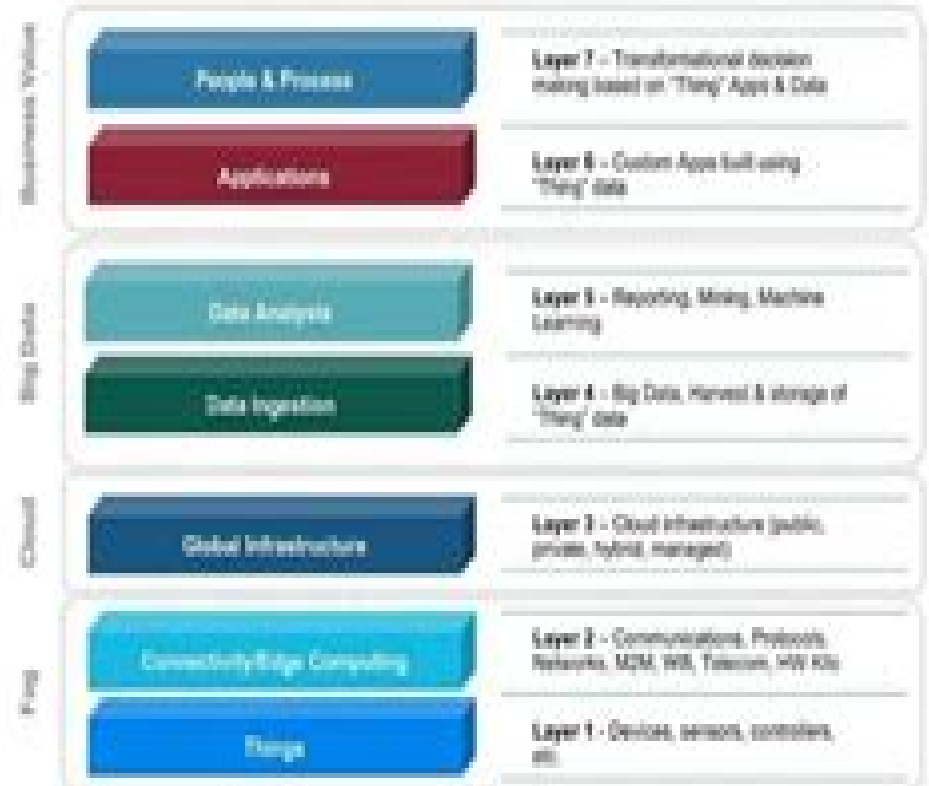 Business Value
People & Process
Layer 7 - Transformational decision
making based on "Thing" Apps & Data
Applications
Layer 6 - Custom Apps built using
"Thing" data
Big Data
Data Analysis
Layer 5 - Reporting, Mining, Machine
Learning
Data Ingestion
Layer 4 - Big Data, Harvest & storage of
"Thing" data
Cloud
Global Infrastructure
Layer 3 - Cloud infrastructure (public,
private, hybrid, managed)
Fog
Connectivity/Edge Computing
Layer 2 - Communications, Protocols,
Networks, M2M, Wifi, Telecom, HW Kits
Things
Layer 1 - Devices, sensors, controllers,
etc.